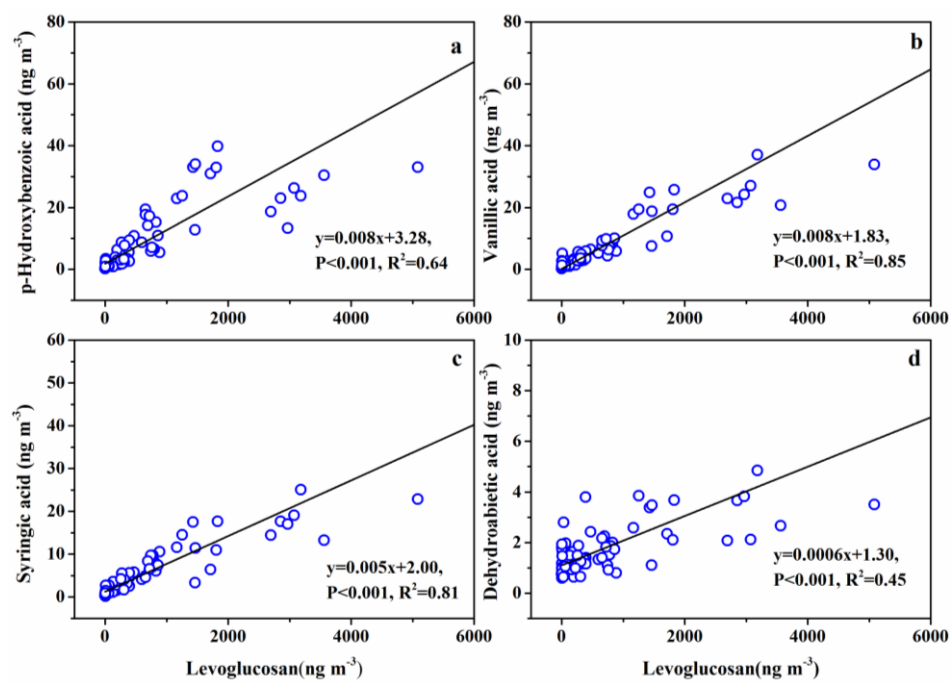 80
60
40
20
0
p-Hydroxybenzoic acid (ng m⁻³)
a
y=0.008x+3.28,
P<0.001, R²=0.64
0 2000 4000 6000
80
60
40
20
0
Vanillic acid (ng m⁻³)
b
y=0.008x+1.83,
P<0.001, R²=0.85
0 2000 4000 6000
60
50
40
30
20
10
0
Syringic acid (ng m⁻³)
c
y=0.005x+2.00,
P<0.001, R²=0.81
0 2000 4000 6000
Levoglucosan(ng m⁻³)
10
8
6
4
2
0
Dehydroabietic acid (ng m⁻³)
d
y=0.0006x+1.30,
P<0.001, R²=0.45
0 2000 4000 6000
Levoglucosan(ng m⁻³)